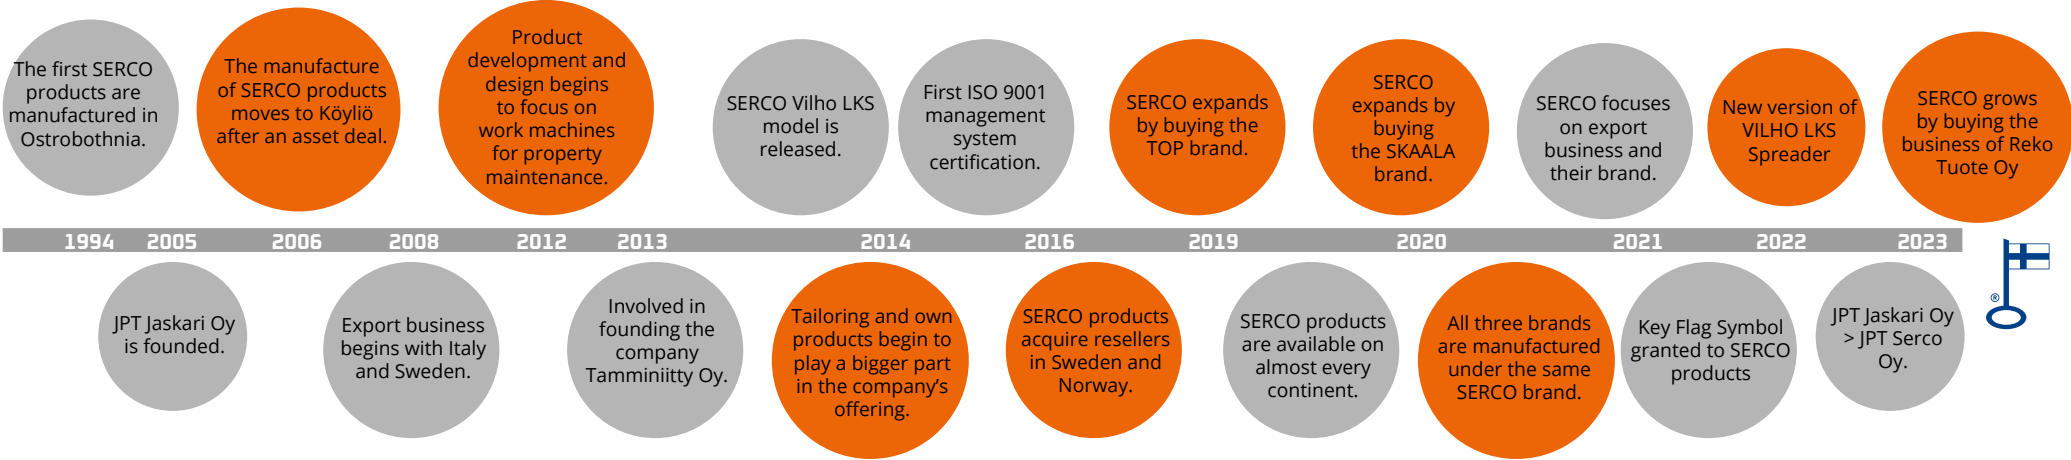 The first SERCO
products are
manufactured in
Ostrobothnia.
The manufacture
of SERCO products
moves to Köyliö
after an asset deal.
Product
development and
design begins
to focus on
work machines
for property
maintenance.
SERCO Vilho LKS
model is
released.
First ISO 9001
management
system
certification.
SERCO expands
by buying the
TOP brand.
SERCO
expands by
buying
the SKAALA
brand.
SERCO focuses
on export
business and
their brand.
New version of
VILHO LKS
Spreader
SERCO grows
by buying the
business of Reko
Tuote Oy
1994 2005 2006 2008 2012 2013 2014 2016 2019 2020 2021 2022 2023
JPT Jaskari Oy
is founded.
Export business
begins with Italy
and Sweden.
Involved in
founding the
company
Tamminiitty Oy.
Tailoring and own
products begin to
play a bigger part
in the company’s
offering.
SERCO products
acquire resellers
in Sweden and
Norway.
SERCO products
are available on
almost every
continent.
All three brands
are manufactured
under the same
SERCO brand.
Key Flag Symbol
granted to SERCO
products
JPT Jaskari Oy
> JPT Serco
Oy.
®